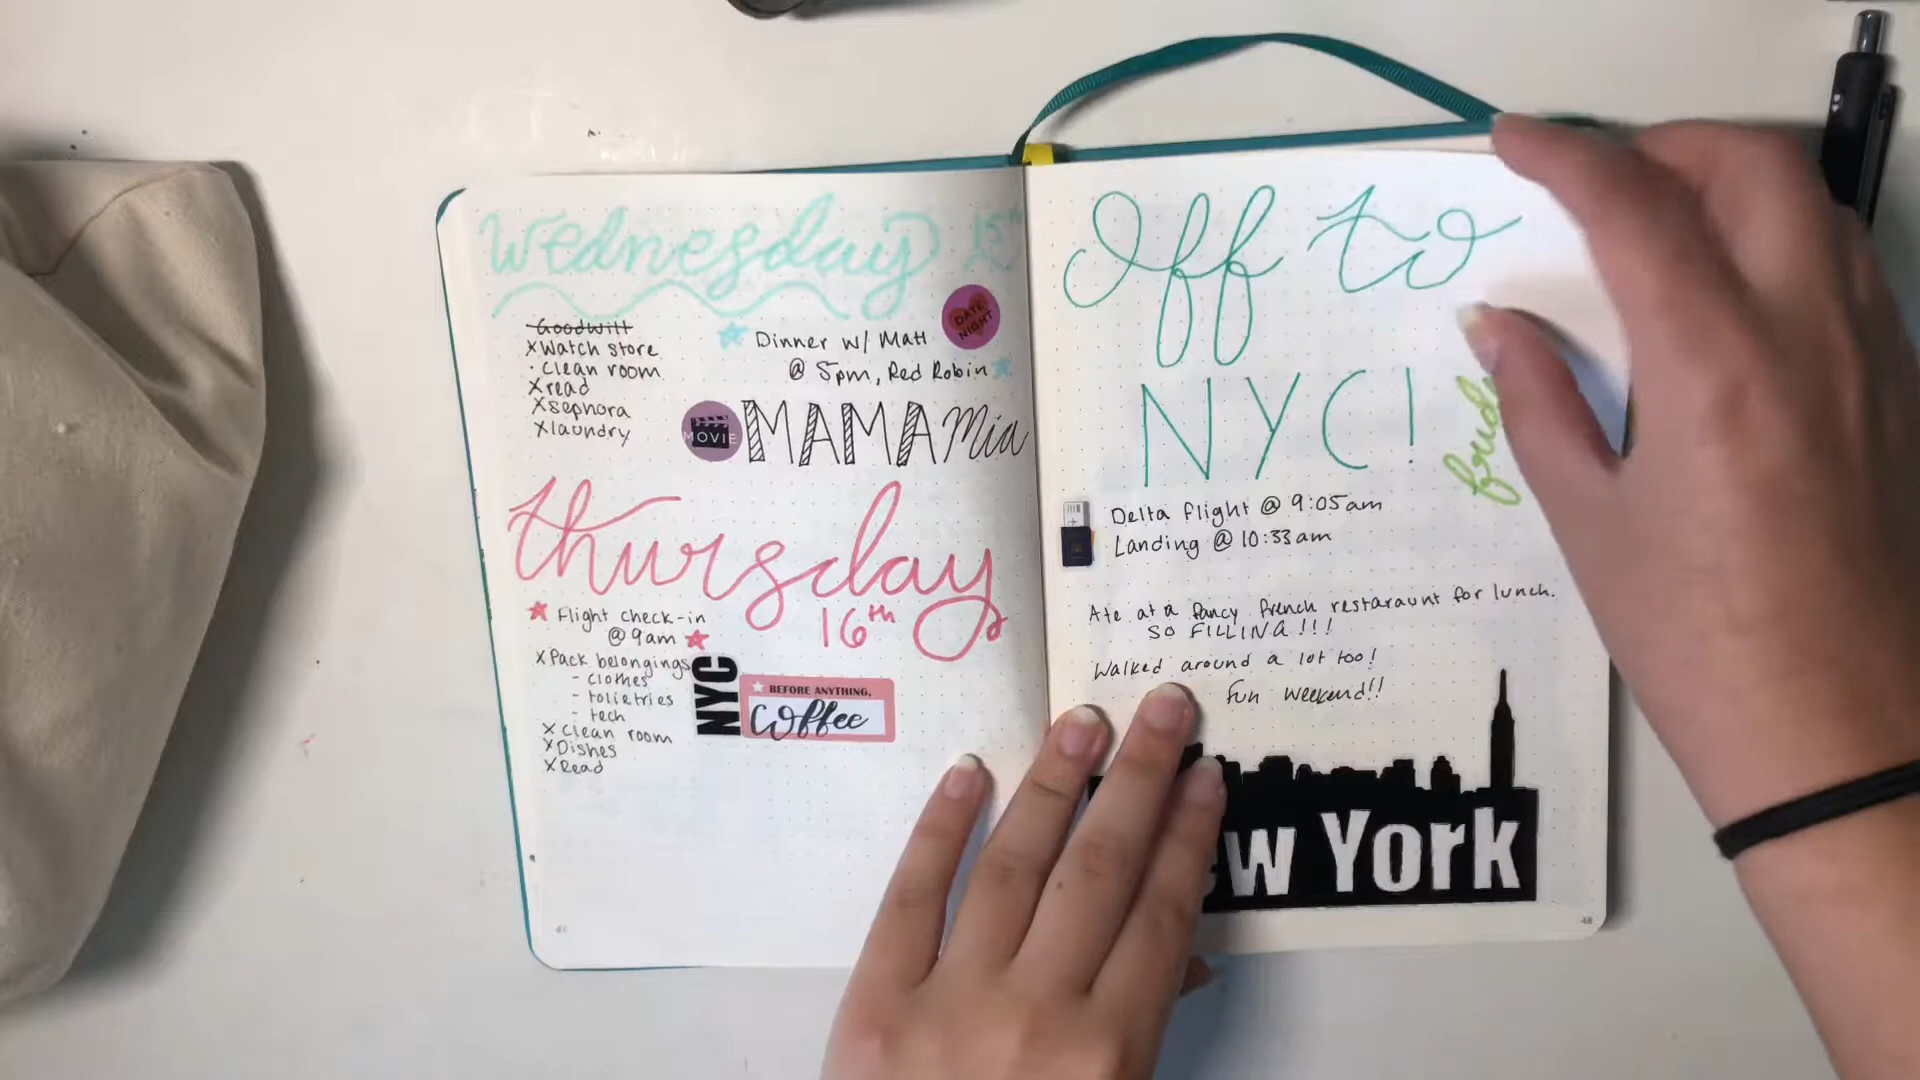 wednesday 15th
Goodwill
x Watch store
· Clean room
x read
x sephora
x laundry
Dinner w/ Matt
@ 5pm, Red Robin
DATE NIGHT
MOVIE
MAMA Mia
thursday
16th
Flight check-in
@ 9am
x Pack belongings
- clothes
- tolietries
- tech
x Clean room
x Dishes
x Read
NYC
BEFORE ANYTHING,
Coffee
Off to
NYC!
Delta flight @ 9:05am
Landing @ 10:33am
Ate at a fancy french restaraunt for lunch.
SO FILLING!!!
Walked around a lot too!
fun weekend!!
York
48